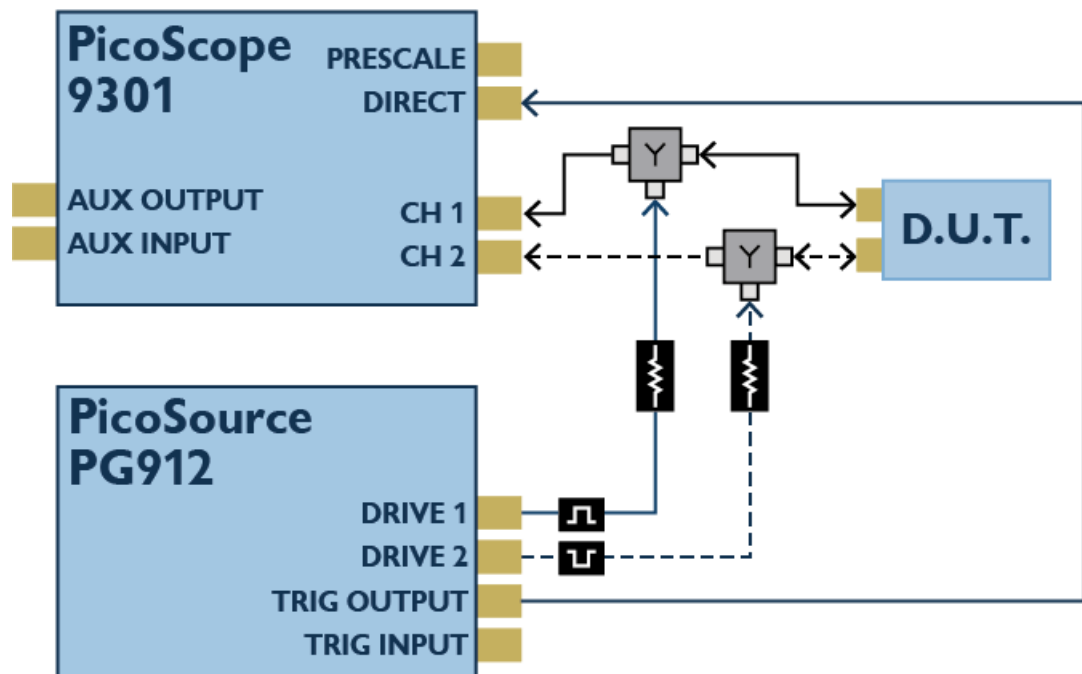 PicoScope
9301
PRESCALE
DIRECT
AUX OUTPUT
AUX INPUT
CH 1
CH 2
Y
Y
D.U.T.
PicoSource
PG912
DRIVE 1
DRIVE 2
TRIG OUTPUT
TRIG INPUT